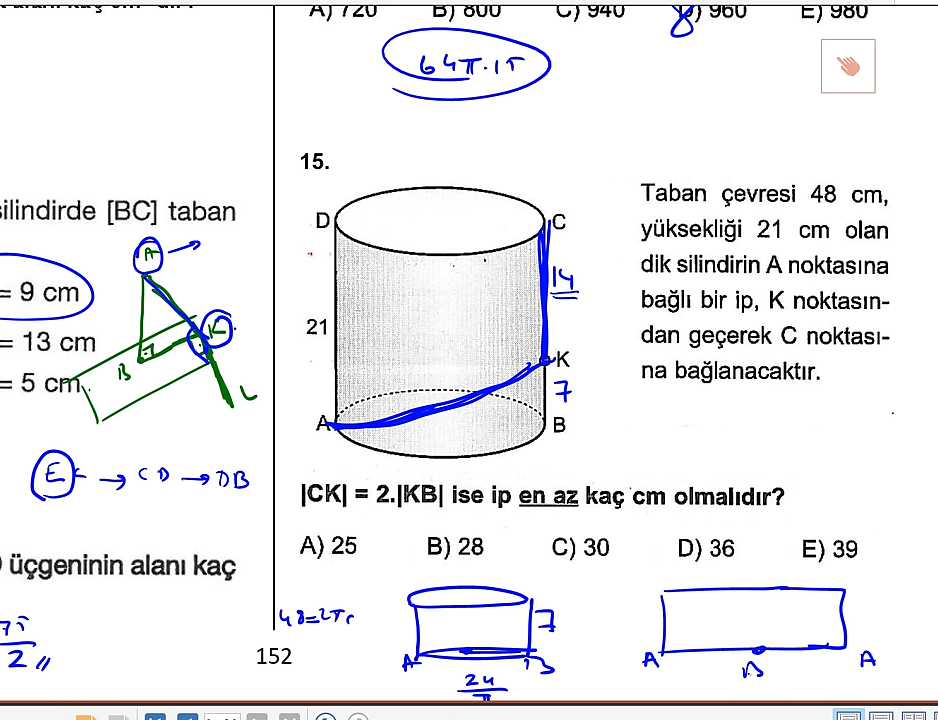 A) 720 B) 800 C) 940 D) 960 E) 980
64π.15
silindirde [BC] taban
= 9 cm
= 13 cm
= 5 cm
A
K
B
L
E → CD → DB
üçgeninin alanı kaç
7π
2
15.
D
C
14
21
K
7
A
B
Taban çevresi 48 cm,
yüksekliği 21 cm olan
dik silindirin A noktasına
bağlı bir ip, K noktasın-
dan geçerek C noktası-
na bağlanacaktır.
|CK| = 2.|KB| ise ip en az kaç cm olmalıdır?
A) 25 B) 28 C) 30 D) 36 E) 39
48=2πr
7
A
B
24
π
A
B
A
152